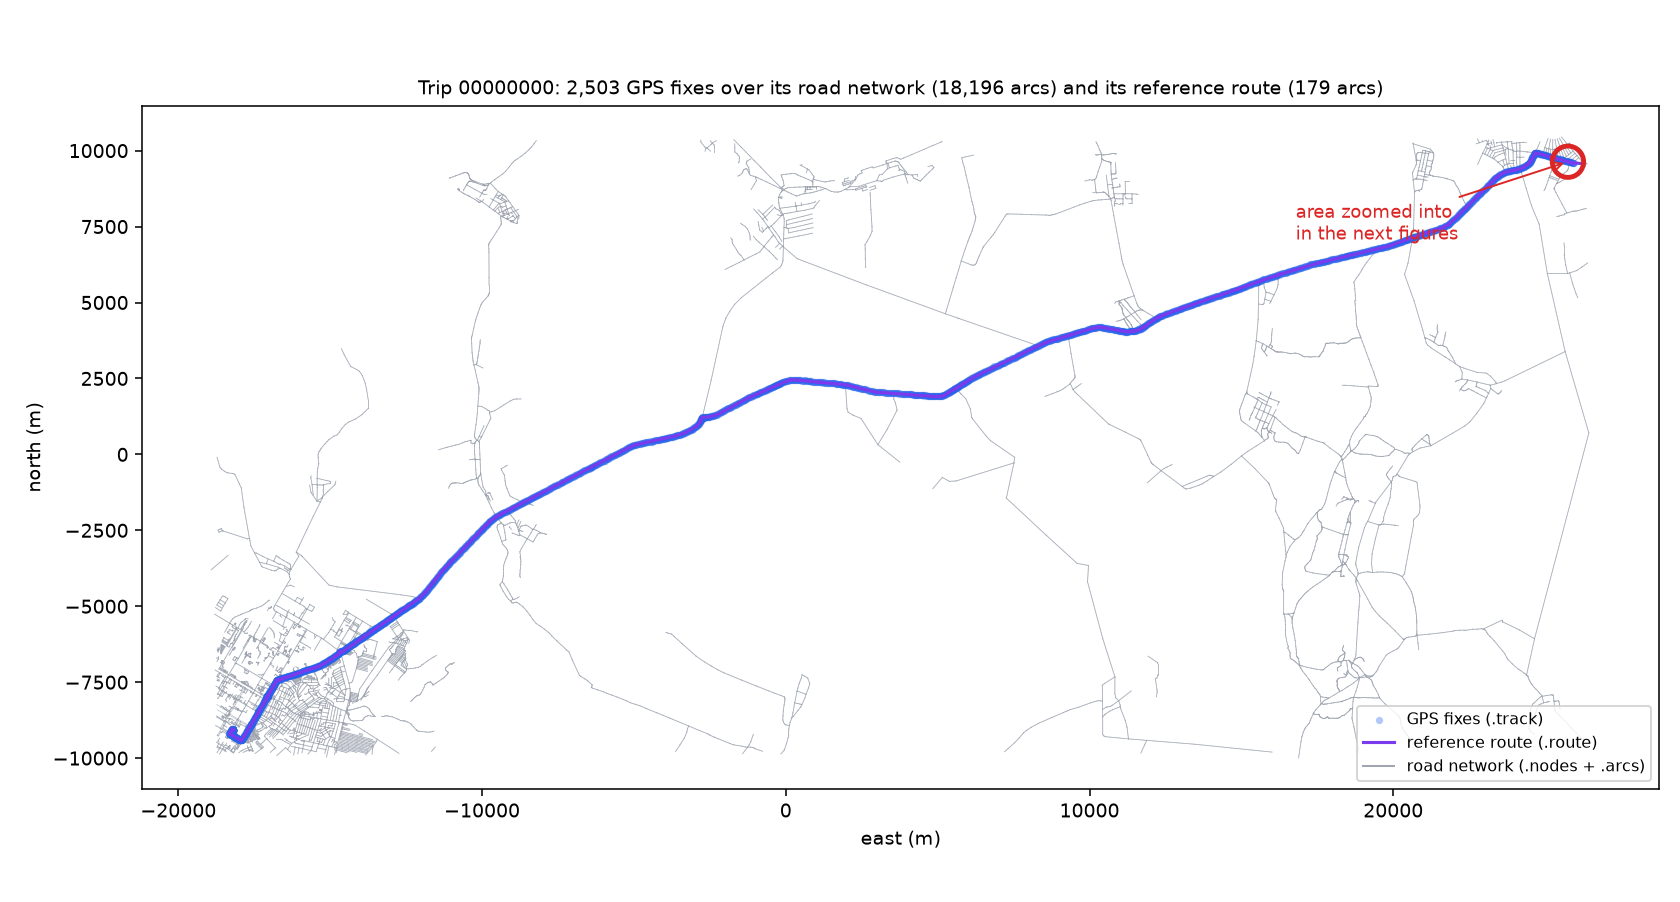 Trip 00000000: 2,503 GPS fixes over its road network (18,196 arcs) and its reference route (179 arcs)
10000
7500
5000
2500
0
−2500
−5000
−7500
−10000
north (m)
area zoomed into
in the next figures
GPS fixes (.track)
reference route (.route)
road network (.nodes + .arcs)
−20000
−10000
0
10000
20000
east (m)